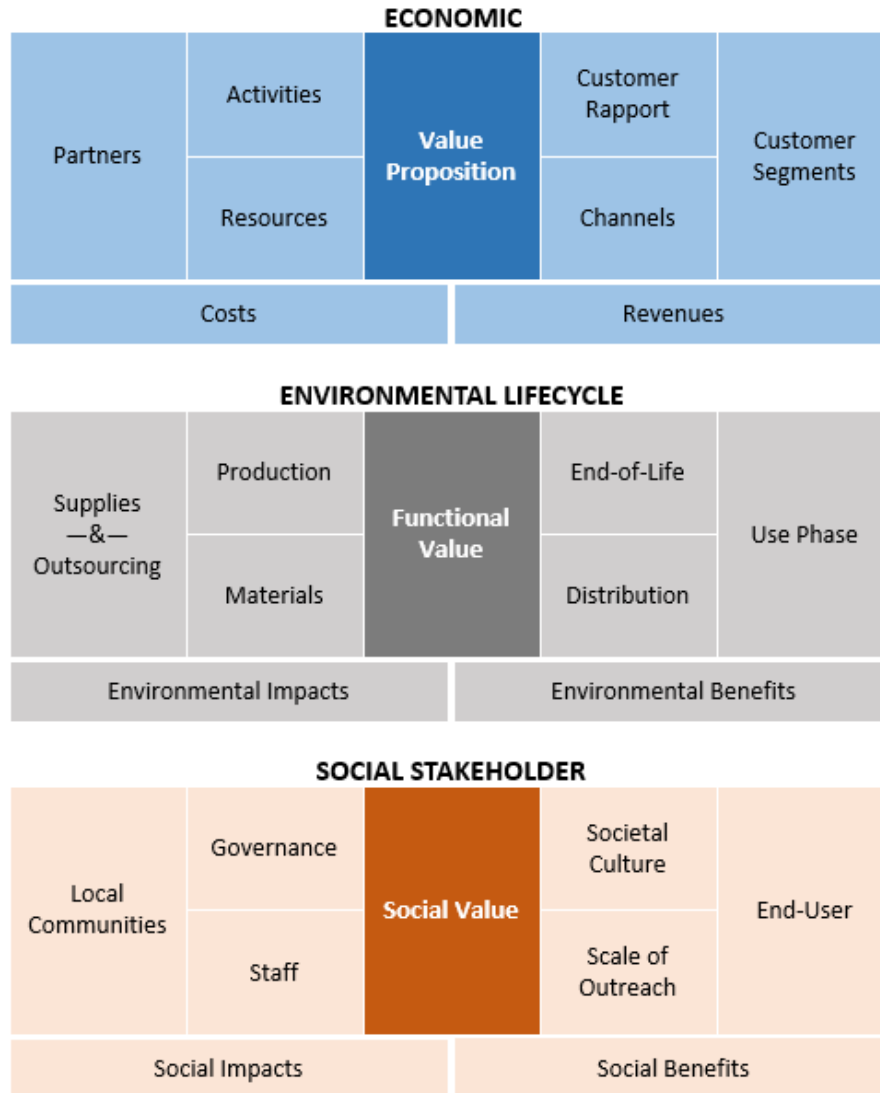 ECONOMIC
Partners
Activities
Resources
Value
Proposition
Customer
Rapport
Channels
Customer
Segments
Costs
Revenues
ENVIRONMENTAL LIFECYCLE
Supplies
—&—
Outsourcing
Production
Materials
Functional
Value
End-of-Life
Distribution
Use Phase
Environmental Impacts
Environmental Benefits
SOCIAL STAKEHOLDER
Local
Communities
Governance
Staff
Social Value
Societal
Culture
Scale of
Outreach
End-User
Social Impacts
Social Benefits